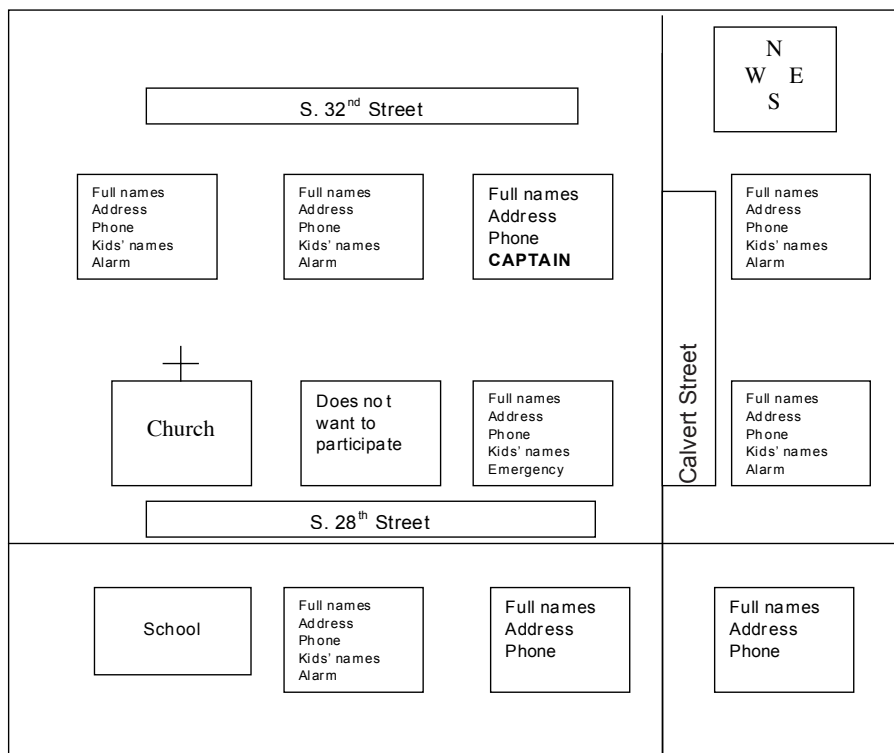 N
W E
S
S. 32nd Street
Full names
Address
Phone
Kids' names
Alarm
Full names
Address
Phone
Kids' names
Alarm
Full names
Address
Phone
CAPTAIN
Full names
Address
Phone
Kids' names
Alarm
Calvert Street
Church
Does not
want to
participate
Full names
Address
Phone
Kids' names
Emergency
Full names
Address
Phone
Kids' names
Alarm
S. 28th Street
School
Full names
Address
Phone
Kids' names
Alarm
Full names
Address
Phone
Full names
Address
Phone